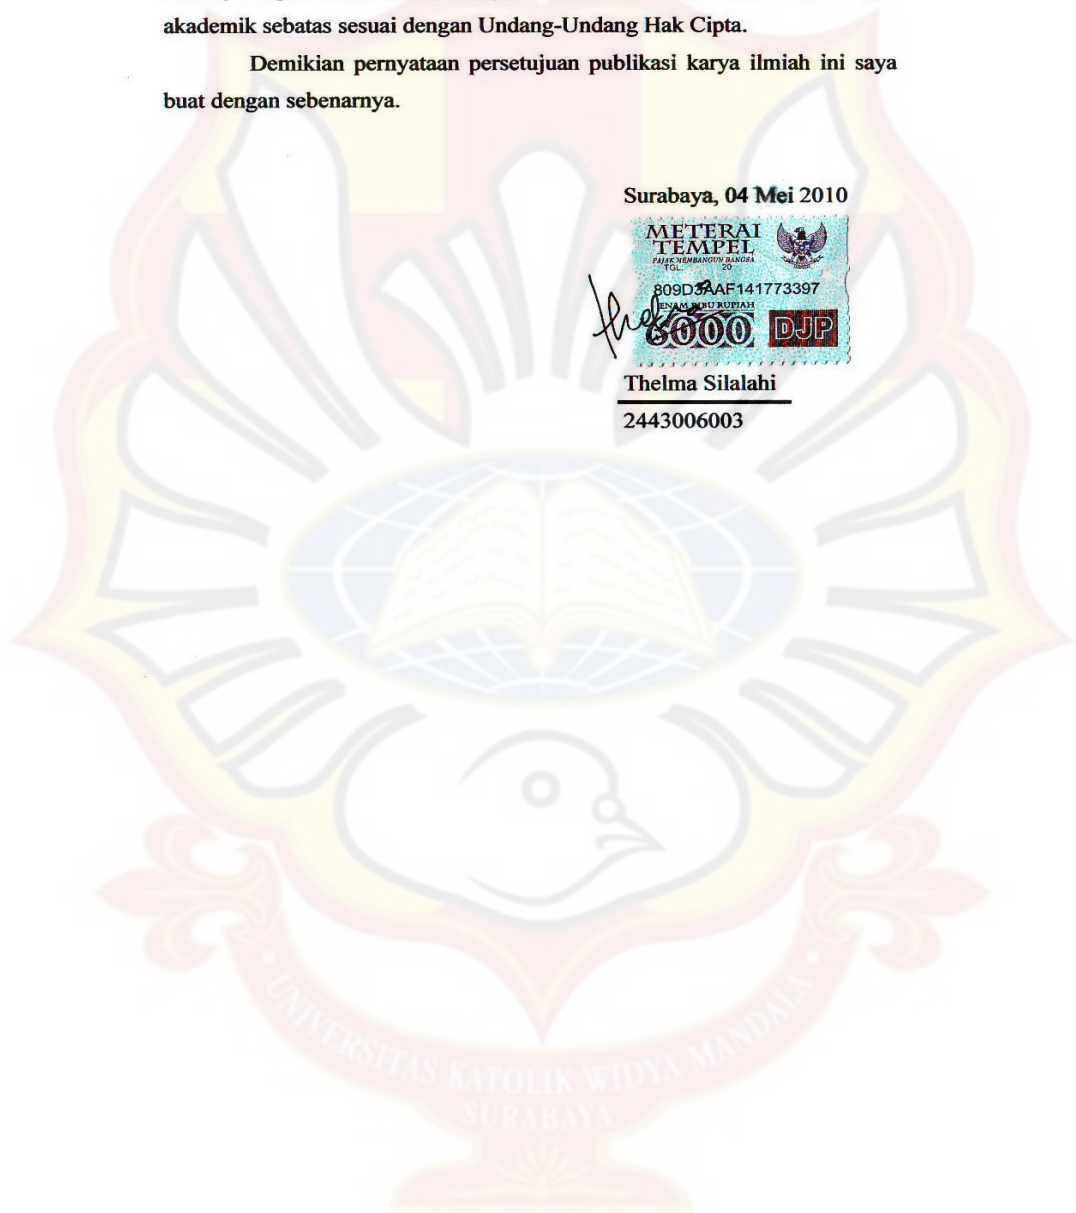 akademik sebatas sesuai dengan Undang-Undang Hak Cipta.
Demikian pernyataan persetujuan publikasi karya ilmiah ini saya
buat dengan sebenarnya.
Surabaya, 04 Mei 2010
METERAI
TEMPEL
PAJAK MEMBANGUN BANGSA
TGL. 20
809D3AAF141773397
ENAM RIBU RUPIAH
6000 DJP
Thelma Silalahi
2443006003
UNIVERSITAS KATOLIK WIDYA MANDALA
SURABAYA